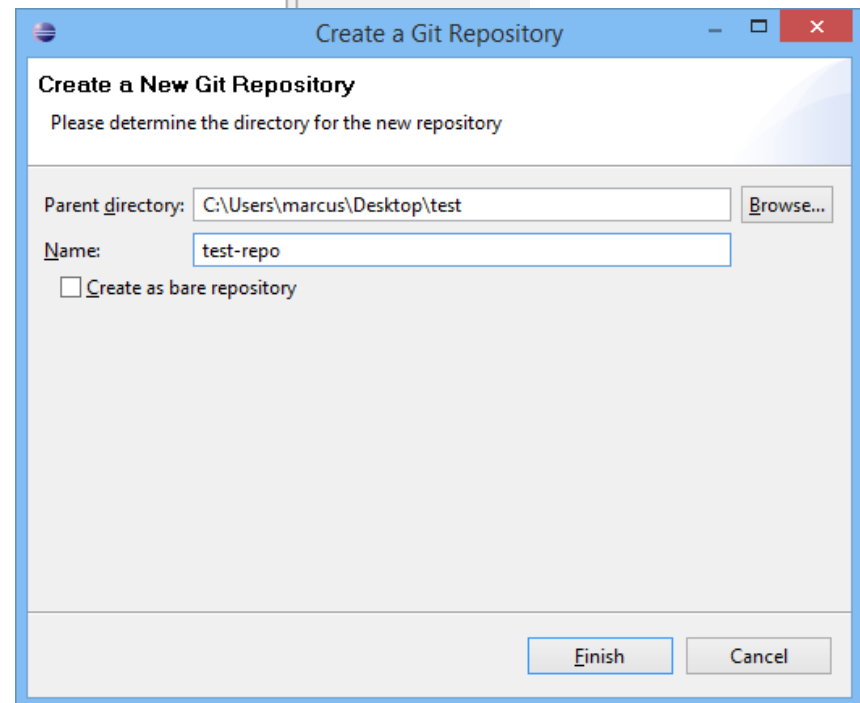 Create a Git Repository
Create a New Git Repository
Please determine the directory for the new repository
Parent directory: C:\Users\marcus\Desktop\test Browse...
Name: test-repo
Create as bare repository
Finish Cancel